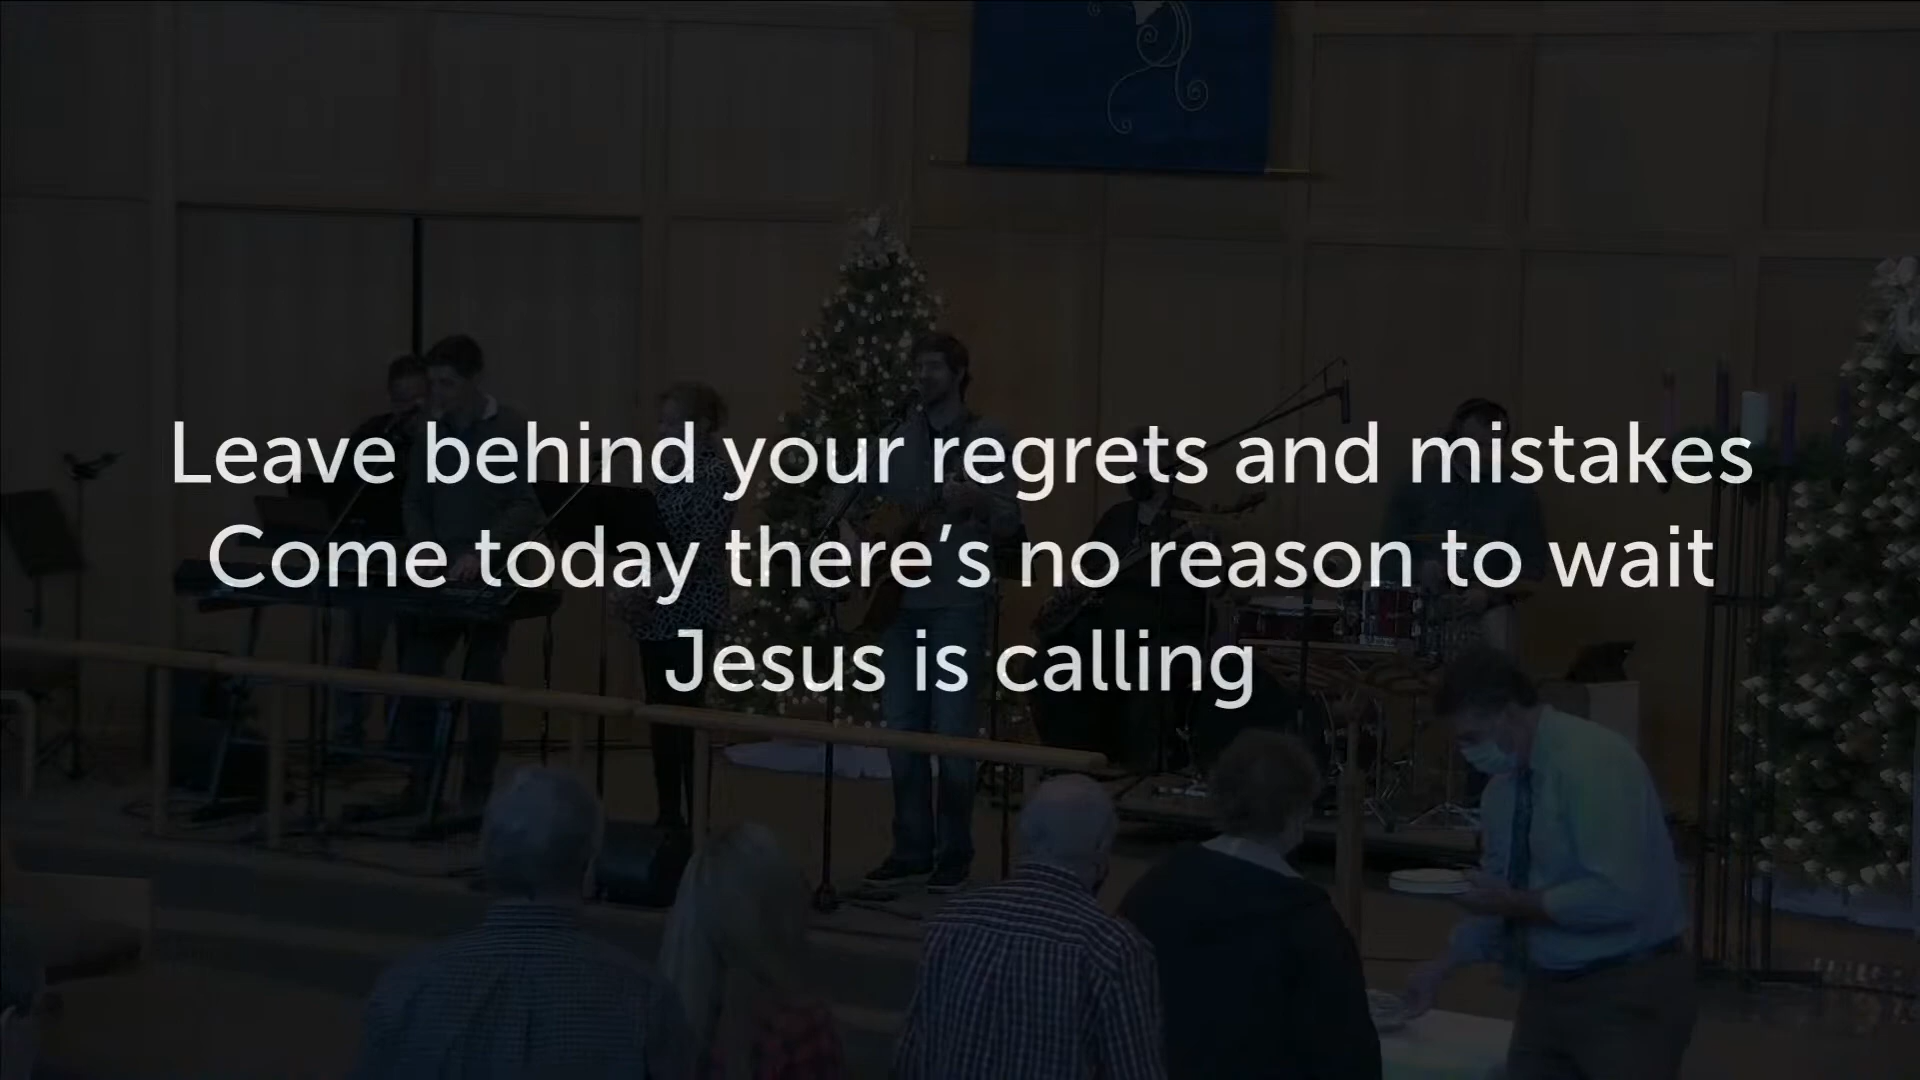 Leave behind your regrets and mistakes
Come today there’s no reason to wait
Jesus is calling